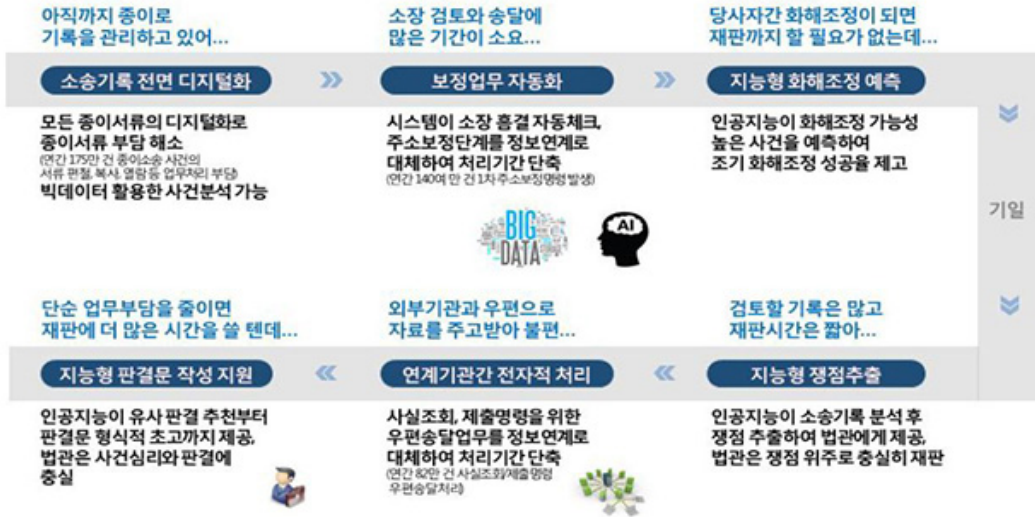 아직까지 종이로
기록을 관리하고 있어...
소송기록 전면 디지털화
모든 종이서류의 디지털화로
종이서류 부담 해소
(연간 175만 건 종이소송 사건의
서류 편철, 복사, 열람 등 업무처리 부담)
빅데이터 활용한 사건분석 가능
소장 검토와 송달에
많은 기간이 소요...
보정업무 자동화
시스템이 소장 흠결 자동체크,
주소보정단계를 정보연계로
대체하여 처리기간 단축
(연간 140여 만 건 1차 주소보정명령 발생)
당사자간 화해조정이 되면
재판까지 할 필요가 없는데...
지능형 화해조정 예측
인공지능이 화해조정 가능성
높은 사건을 예측하여
조기 화해조정 성공율 제고
BIG
DATA
AI
기일
검토할 기록은 많고
재판시간은 짧아...
지능형 쟁점추출
인공지능이 소송기록 분석 후
쟁점 추출하여 법관에게 제공,
법관은 쟁점 위주로 충실히 재판
외부기관과 우편으로
자료를 주고받아 불편...
연계기관간 전자적 처리
사실조회, 제출명령을 위한
우편송달업무를 정보연계로
대체하여 처리기간 단축
(연간 82만 건 사실조회/제출명령
우편송달처리)
단순 업무부담을 줄이면
재판에 더 많은 시간을 쓸 텐데...
지능형 판결문 작성 지원
인공지능이 유사 판결 추천부터
판결문 형식적 초고까지 제공,
법관은 사건심리와 판결에
충실